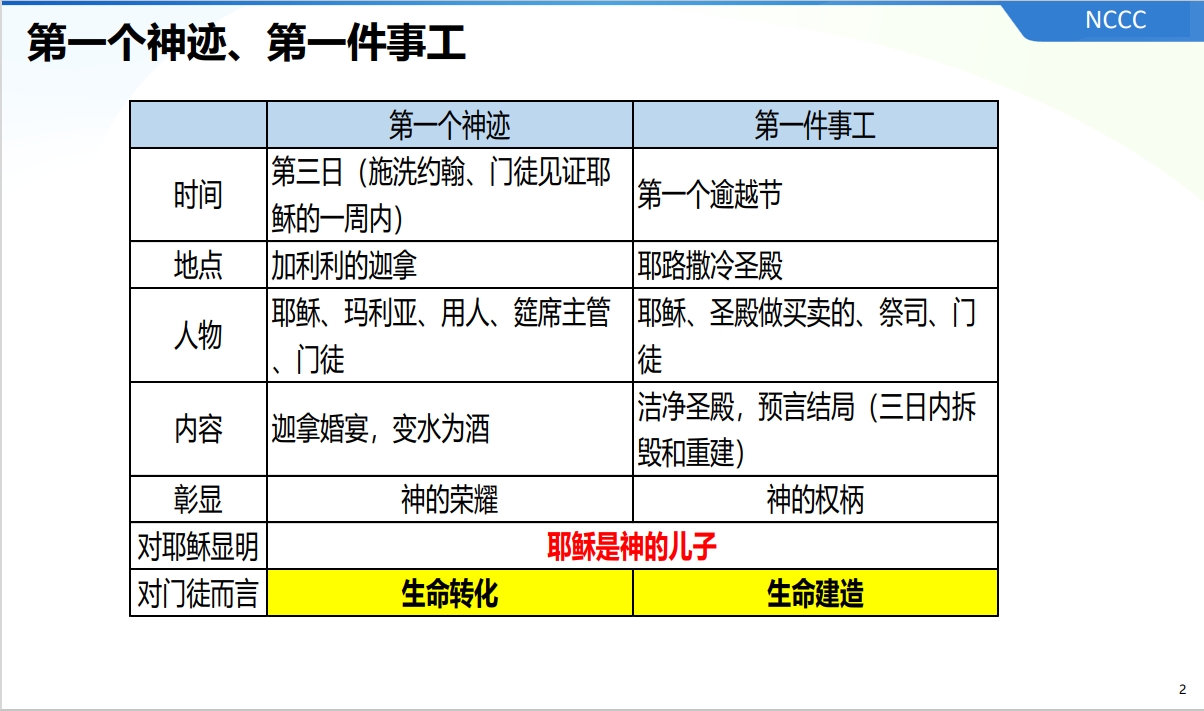 NCCC
第一个神迹、第一件事工
第一个神迹 第一件事工
时间
第三日（施洗约翰、门徒见证耶
稣的一周内）
第一个逾越节
地点
加利利的迦拿
耶路撒冷圣殿
人物
耶稣、玛利亚、用人、筵席主管
、门徒
耶稣、圣殿做买卖的、祭司、门
徒
内容
迦拿婚宴，变水为酒
洁净圣殿，预言结局（三日内拆
毁和重建）
彰显
神的荣耀
神的权柄
对耶稣显明
耶稣是神的儿子
对门徒而言
生命转化
生命建造
2